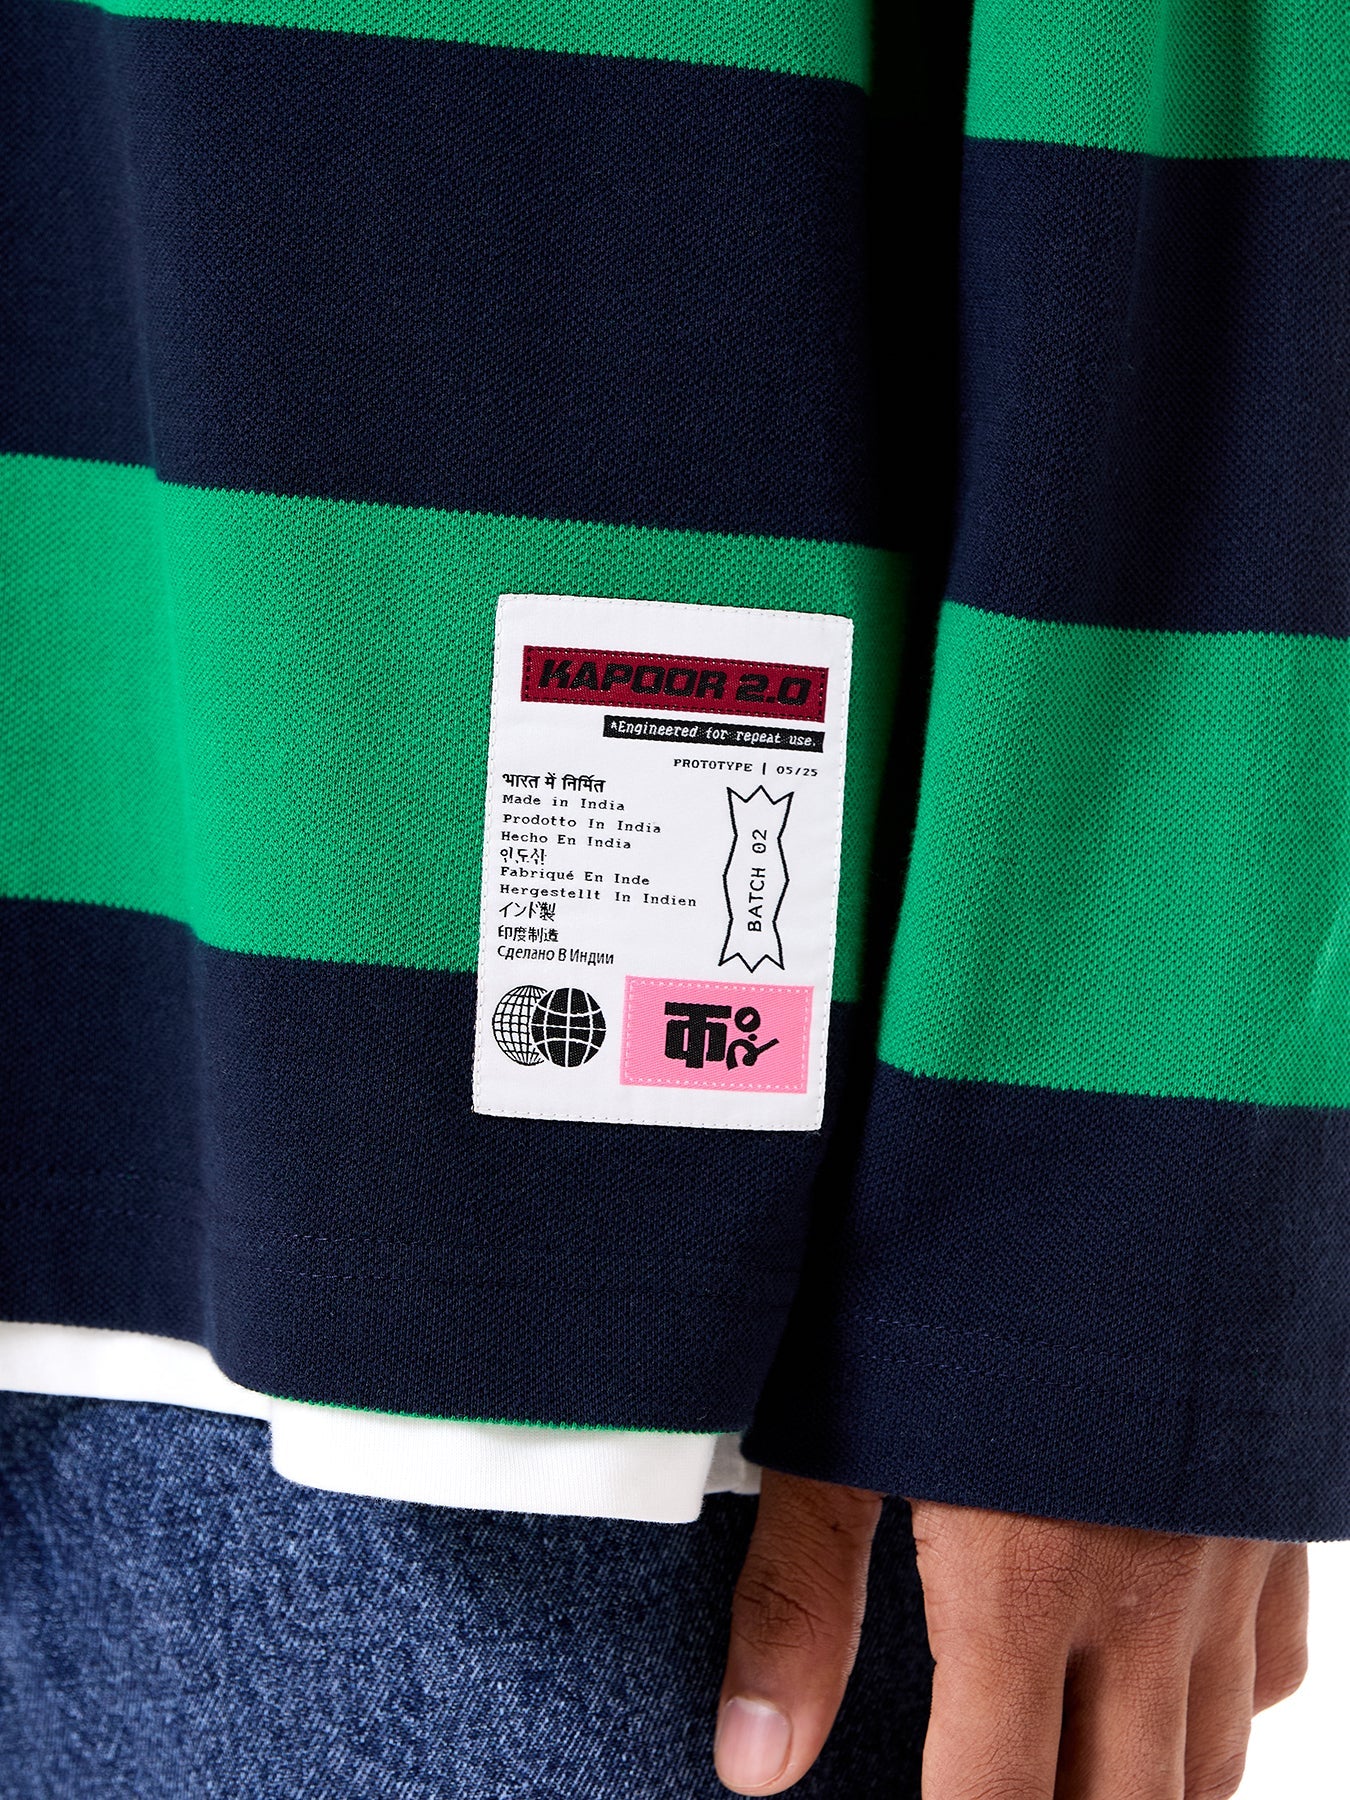 KAPOOR 2.0
^Engineered for repeat use.
PROTOTYPE | 05/25
भारत में निर्मित
Made in India
Prodotto In India
Hecho En India
인도산
Fabriqué En Inde
Hergestellt In Indien
インド製
印度制造
Сделано В Индии
BATCH 02
क २.०